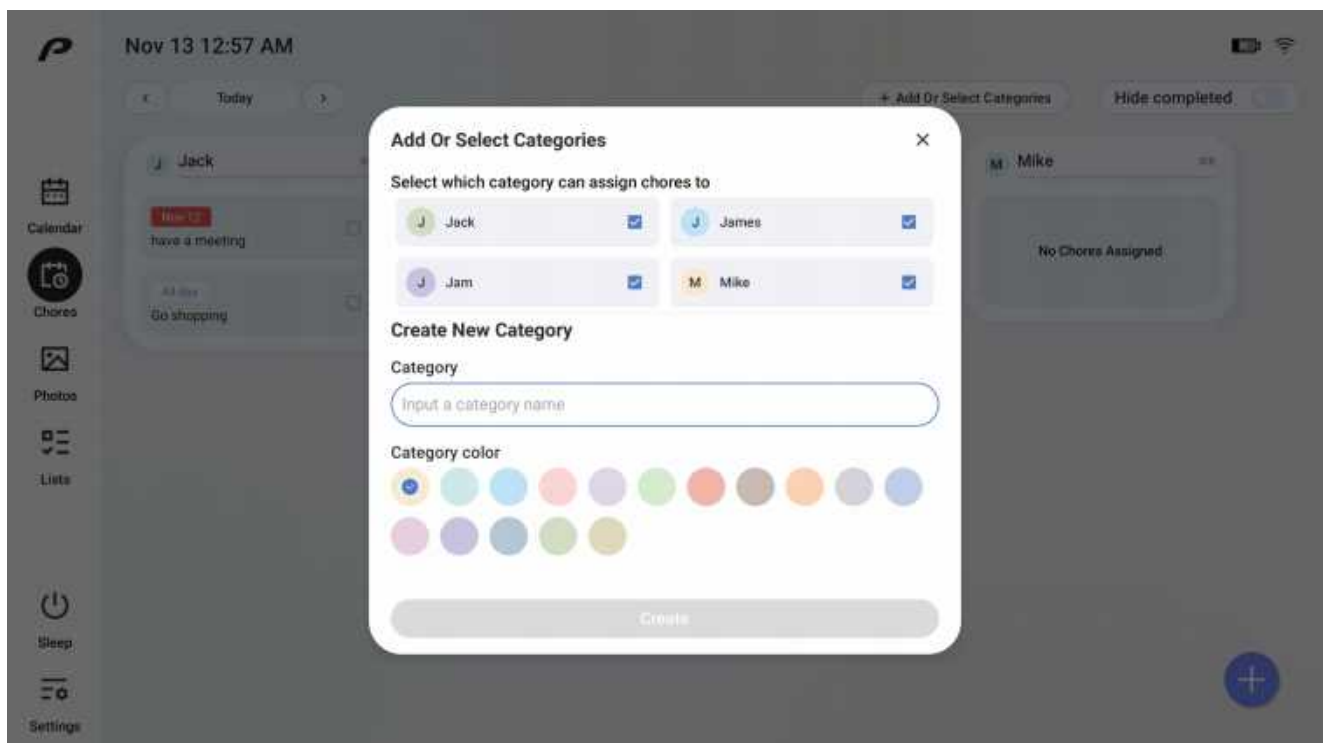 Nov 13 12:57 AM
Today
+ Add Or Select Categories
Hide completed
Add Or Select Categories
J Jack
M Mike
Select which category can assign chores to
Calendar
Nov 12
have a meeting
J Jack
J James
No Chores Assigned
J Jam
M Mike
Chores
All day
Go shopping
Create New Category
Category
Photos
Input a category name
Category color
Lists
Create
Sleep
Settings